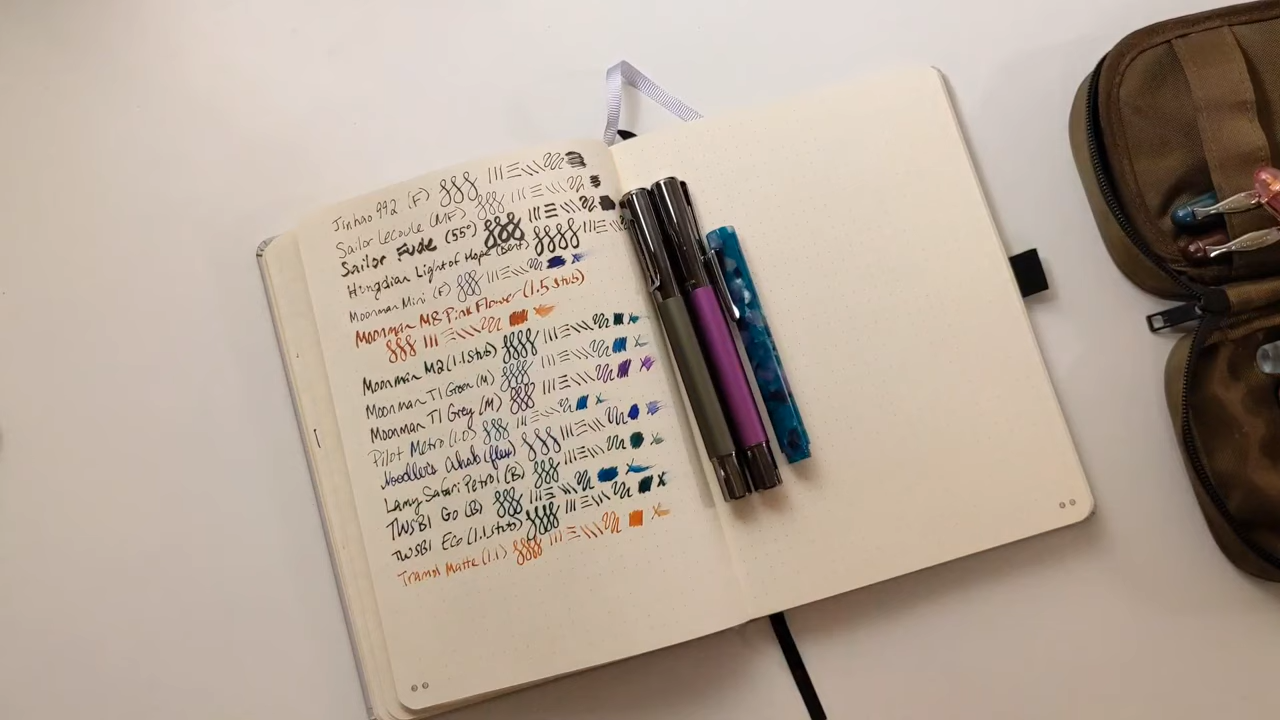 Jinhao 992 (F)
Sailor Lecoule (MF)
Sailor Fude (55°)
Hongdian Light of Hope (Bent)
Moonman Mini (F)
Moonman M8 Pink Flower (1.5 stub)
Moonman M2 (1.1 stub)
Moonman T1 Green (M)
Moonman T1 Grey (M)
Pilot Metro (1.0)
Noodler's Ahab (flex)
Lamy Safari Petrol (B)
TWSBI Go (B)
TWSBI Eco (1.1 stub)
Matte (1.1)